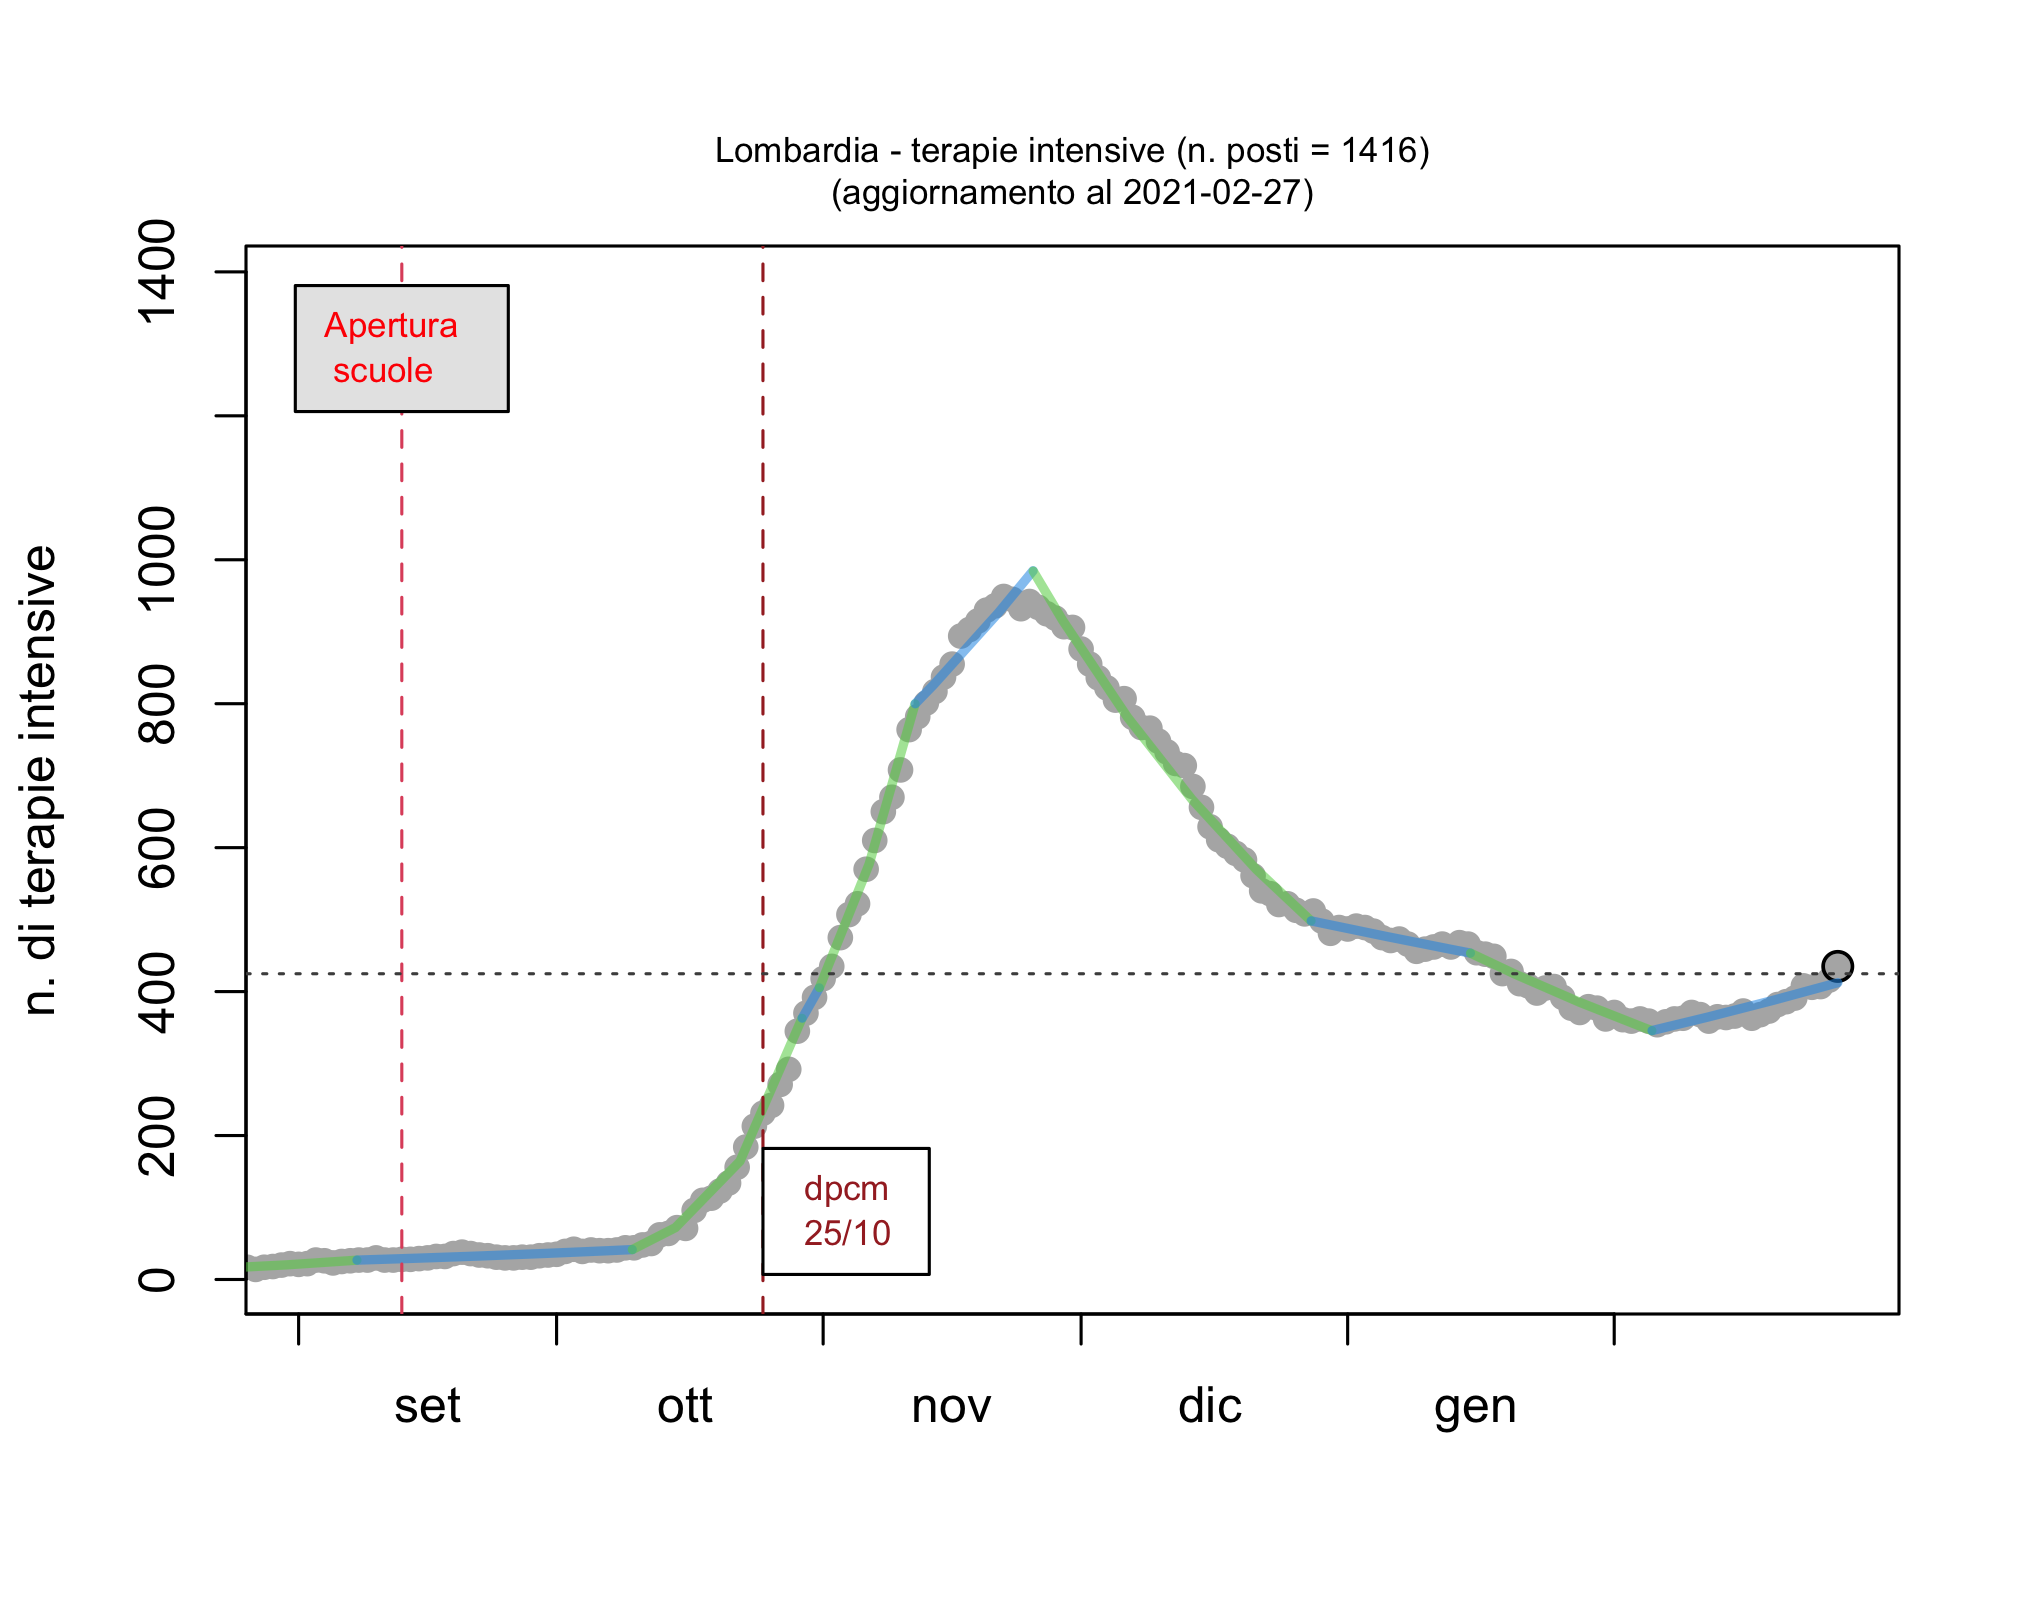 Lombardia - terapie intensive (n. posti = 1416)
(aggiornamento al 2021-02-27)
n. di terapie intensive
1400
1000
800
600
400
200
0
Apertura
scuole
dpcm
25/10
set
ott
nov
dic
gen